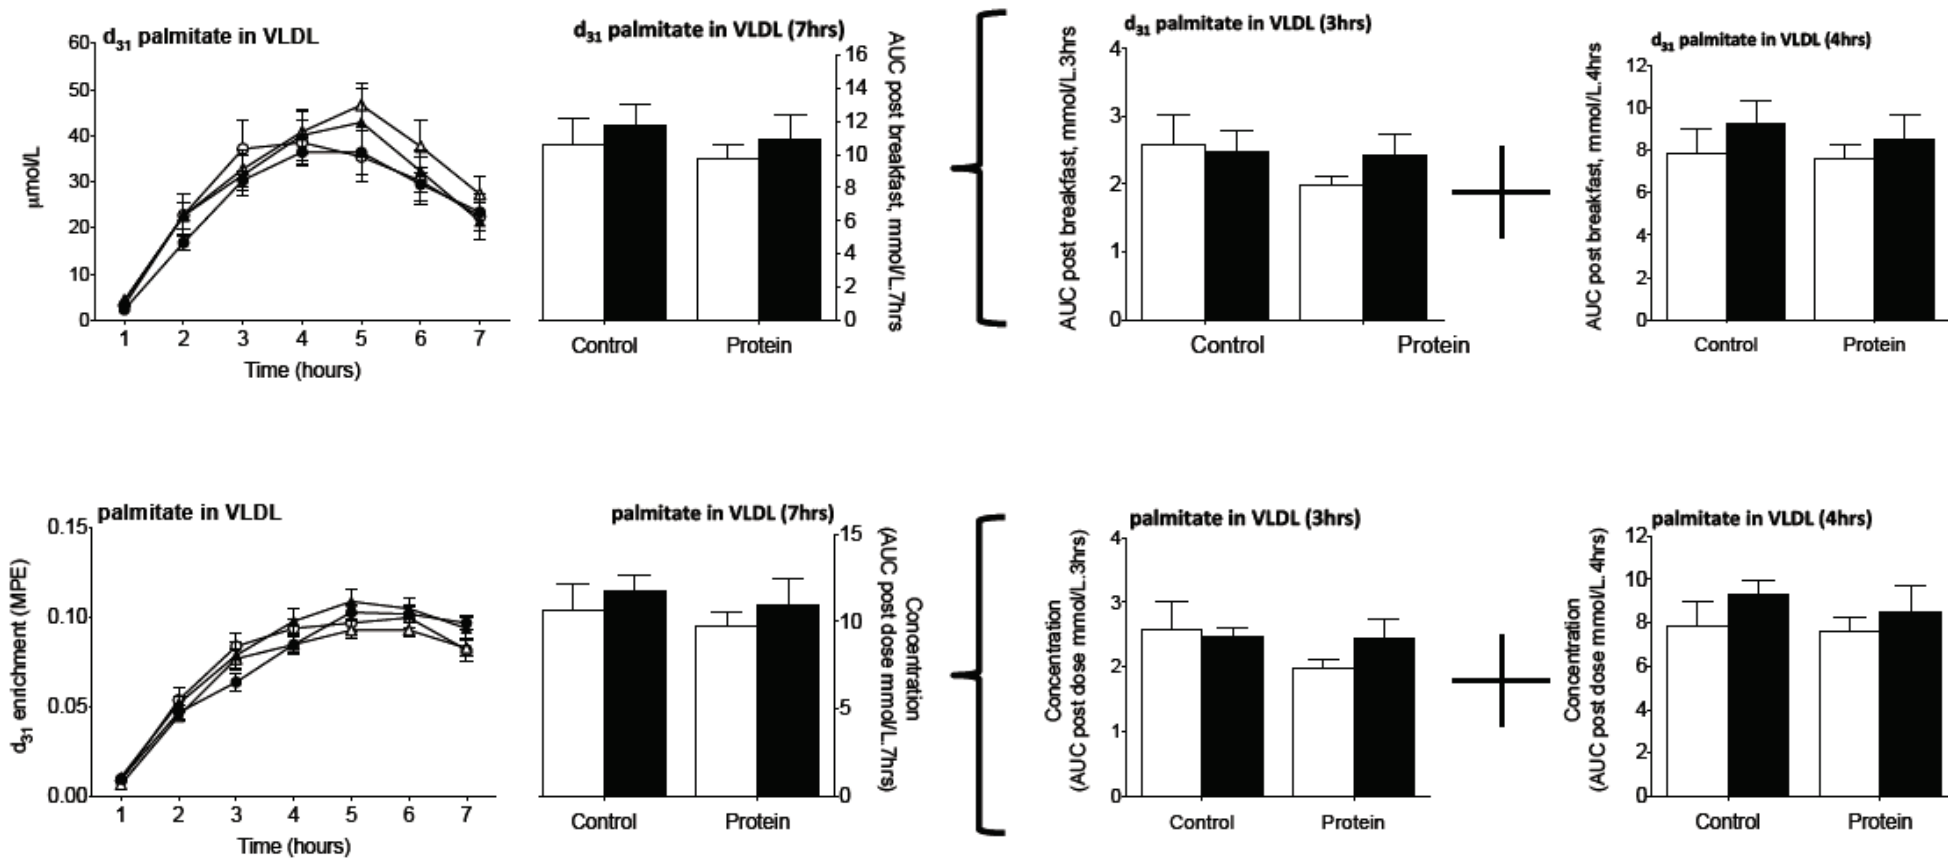 d31 palmitate in VLDL
60
50
40
30
20
10
0
μmol/L
1 2 3 4 5 6 7
Time (hours)
d31 palmitate in VLDL (7hrs)
16
14
12
10
8
6
4
2
0
AUC post breakfast, mmol/L.7hrs
Control Protein
d31 palmitate in VLDL (3hrs)
4
3
2
1
0
AUC post breakfast, mmol/L.3hrs
Control Protein
d31 palmitate in VLDL (4hrs)
12
10
8
6
4
2
0
AUC post breakfast, mmol/L.4hrs
Control Protein
palmitate in VLDL
0.15
0.10
0.05
0.00
d31 enrichment (MPE)
1 2 3 4 5 6 7
Time (hours)
palmitate in VLDL (7hrs)
15
10
5
0
Concentration
(AUC post dose mmol/L.7hrs)
Control Protein
palmitate in VLDL (3hrs)
4
3
2
1
0
Concentration
(AUC post dose mmol/L.3hrs)
Control Protein
palmitate in VLDL (4hrs)
12
10
8
6
4
2
0
Concentration
(AUC post dose mmol/L.4hrs)
Control Protein